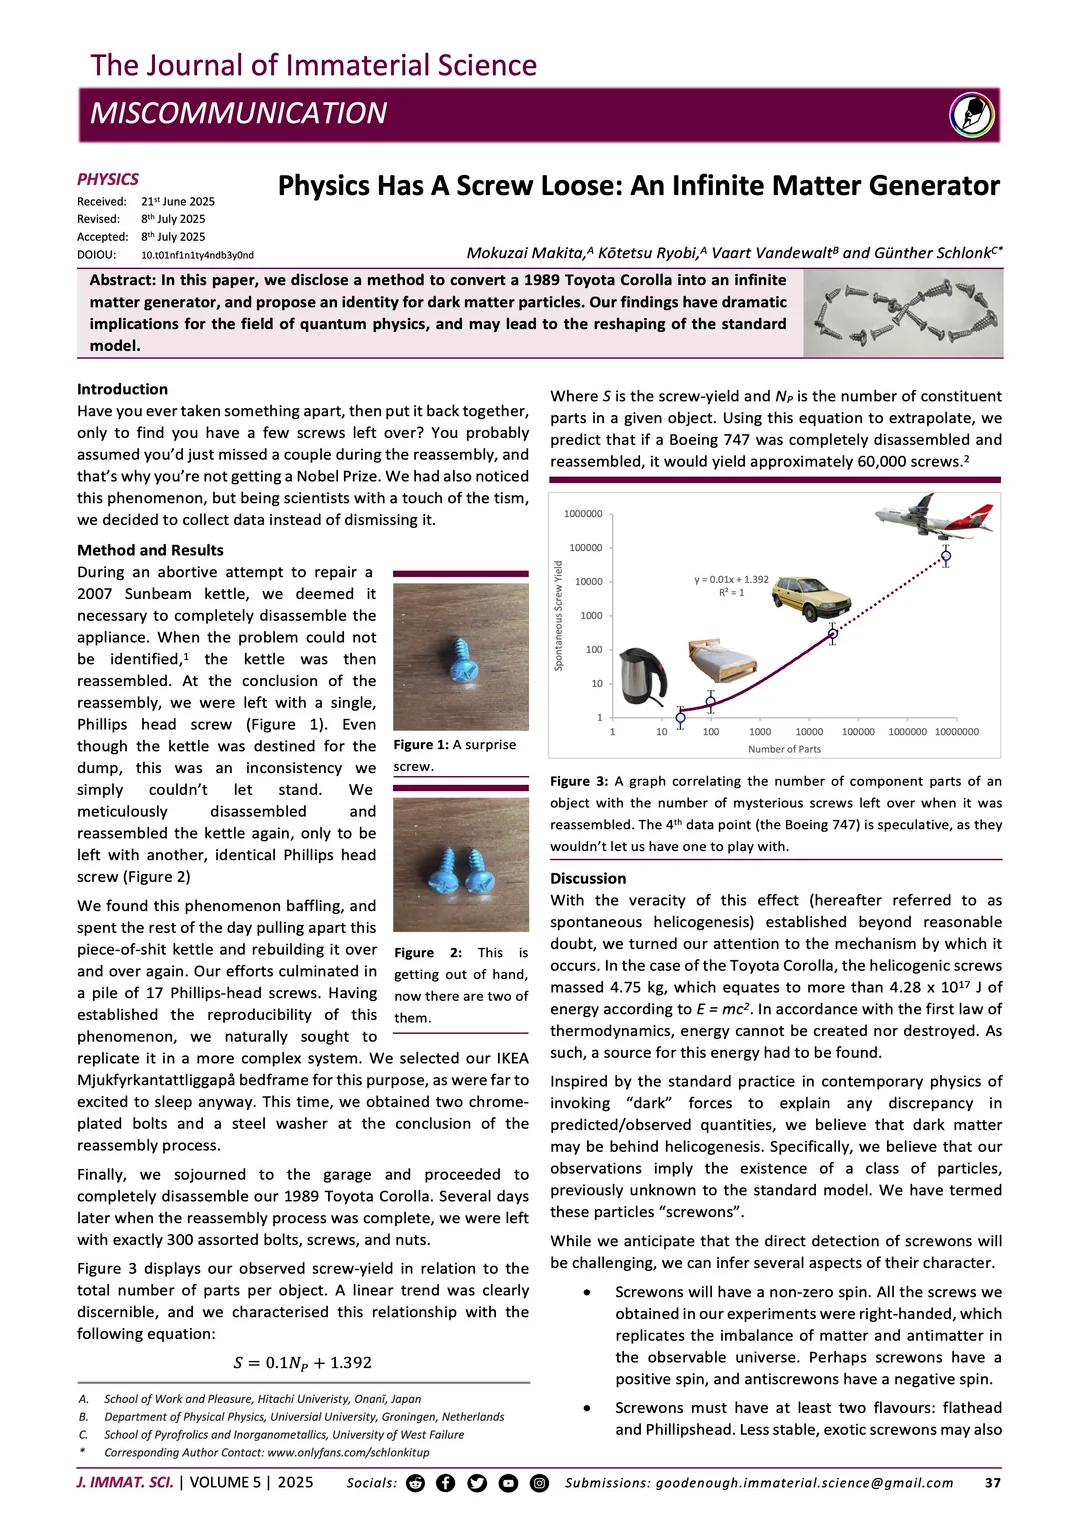 The Journal of Immaterial Science
MISCOMMUNICATION
PHYSICS
Received: 21st June 2025
Revised: 8th July 2025
Accepted: 8th July 2025
DOIOU: 10.t01nf1n1ty4ndb3y0nd
Physics Has A Screw Loose: An Infinite Matter Generator
Mokuzai Makita,A Kōtetsu Ryobi,A Vaart VandewaltB and Günther SchlonkC*
Abstract: In this paper, we disclose a method to convert a 1989 Toyota Corolla into an infinite
matter generator, and propose an identity for dark matter particles. Our findings have dramatic
implications for the field of quantum physics, and may lead to the reshaping of the standard
model.
Introduction
Have you ever taken something apart, then put it back together,
only to find you have a few screws left over? You probably
assumed you’d just missed a couple during the reassembly, and
that’s why you’re not getting a Nobel Prize. We had also noticed
this phenomenon, but being scientists with a touch of the tism,
we decided to collect data instead of dismissing it.
Method and Results
During an abortive attempt to repair a
2007 Sunbeam kettle, we deemed it
necessary to completely disassemble the
appliance. When the problem could not
be identified,1 the kettle was then
reassembled. At the conclusion of the
reassembly, we were left with a single,
Phillips head screw (Figure 1). Even
though the kettle was destined for the
dump, this was an inconsistency we
simply couldn’t let stand. We
meticulously disassembled and
reassembled the kettle again, only to be
left with another, identical Phillips head
screw (Figure 2)
Figure 1: A surprise
screw.
We found this phenomenon baffling, and
spent the rest of the day pulling apart this
piece-of-shit kettle and rebuilding it over
and over again. Our efforts culminated in
a pile of 17 Phillips-head screws. Having
established the reproducibility of this
phenomenon, we naturally sought to
replicate it in a more complex system. We selected our IKEA
Mjukfyrkantattliggapå bedframe for this purpose, as were far to
excited to sleep anyway. This time, we obtained two chrome-
plated bolts and a steel washer at the conclusion of the
reassembly process.
Figure 2: This is
getting out of hand,
now there are two of
them.
Finally, we sojourned to the garage and proceeded to
completely disassemble our 1989 Toyota Corolla. Several days
later when the reassembly process was complete, we were left
with exactly 300 assorted bolts, screws, and nuts.
Figure 3 displays our observed screw-yield in relation to the
total number of parts per object. A linear trend was clearly
discernible, and we characterised this relationship with the
following equation:
S = 0.1NP + 1.392
A. School of Work and Pleasure, Hitachi Univeristy, Onanï, Japan
B. Department of Physical Physics, Universial University, Groningen, Netherlands
C. School of Pyrofrolics and Inorganometallics, University of West Failure
* Corresponding Author Contact: www.onlyfans.com/schlonkitup
Where S is the screw-yield and NP is the number of constituent
parts in a given object. Using this equation to extrapolate, we
predict that if a Boeing 747 was completely disassembled and
reassembled, it would yield approximately 60,000 screws.2
Spontaneous Screw Yield
1000000
100000
10000
1000
100
10
1
y = 0.01x + 1.392
R² = 1
1 10 100 1000 10000 100000 1000000 10000000
Number of Parts
Figure 3: A graph correlating the number of component parts of an
object with the number of mysterious screws left over when it was
reassembled. The 4th data point (the Boeing 747) is speculative, as they
wouldn’t let us have one to play with.
Discussion
With the veracity of this effect (hereafter referred to as
spontaneous helicogenesis) established beyond reasonable
doubt, we turned our attention to the mechanism by which it
occurs. In the case of the Toyota Corolla, the helicogenic screws
massed 4.75 kg, which equates to more than 4.28 x 10¹⁷ J of
energy according to E = mc². In accordance with the first law of
thermodynamics, energy cannot be created nor destroyed. As
such, a source for this energy had to be found.
Inspired by the standard practice in contemporary physics of
invoking “dark” forces to explain any discrepancy in
predicted/observed quantities, we believe that dark matter
may be behind helicogenesis. Specifically, we believe that our
observations imply the existence of a class of particles,
previously unknown to the standard model. We have termed
these particles “screwons”.
While we anticipate that the direct detection of screwons will
be challenging, we can infer several aspects of their character.
• Screwons will have a non-zero spin. All the screws we
obtained in our experiments were right-handed, which
replicates the imbalance of matter and antimatter in
the observable universe. Perhaps screwons have a
positive spin, and antiscrewons have a negative spin.
• Screwons must have at least two flavours: flathead
and Phillipshead. Less stable, exotic screwons may also
J. IMMAT. SCI. | VOLUME 5 | 2025
Socials:
Submissions: goodenough.immaterial.science@gmail.com
37